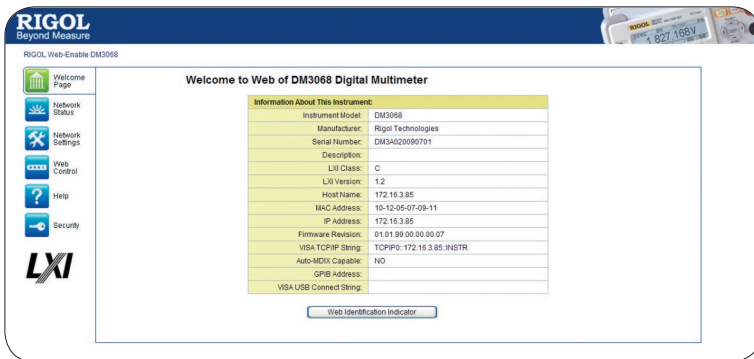 RIGOL
Beyond Measure
RIGOL
1.827,168V
RIGOL Web-Enable DM3068
Welcome Page
Network Status
Network Settings
Web Control
Help
Security
LXI
Welcome to Web of DM3068 Digital Multimeter
Information About This Instrument:
Instrument Model: DM3068
Manufacturer: Rigol Technologies
Serial Number: DM3A020090701
Description:
LXI Class: C
LXI Version: 1.2
Host Name: 172.16.3.85
MAC Address: 10-12-05-07-09-11
IP Address: 172.16.3.85
Firmware Revision: 01.01.99.00.00.00.07
VISA TCP/IP String: TCPIP0::172.16.3.85::INSTR
Auto-MDIX Capable: NO
GPIB Address:
VISA USB Connect String:
Web Identification Indicator